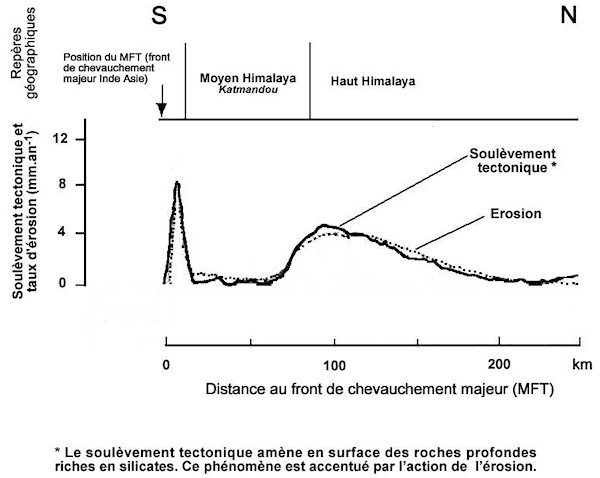 S
N
Repères
géographiques
Position du MFT (front
de chevauchement
majeur Inde Asie)
Moyen Himalaya
Katmandou
Haut Himalaya
Soulèvement tectonique et
taux d'érosion (mm.an-1)
12
8
4
0
Soulèvement
tectonique *
Erosion
0
100
200
km
Distance au front de chevauchement majeur (MFT)
* Le soulèvement tectonique amène en surface des roches profondes
riches en silicates. Ce phénomène est accentué par l'action de l'érosion.